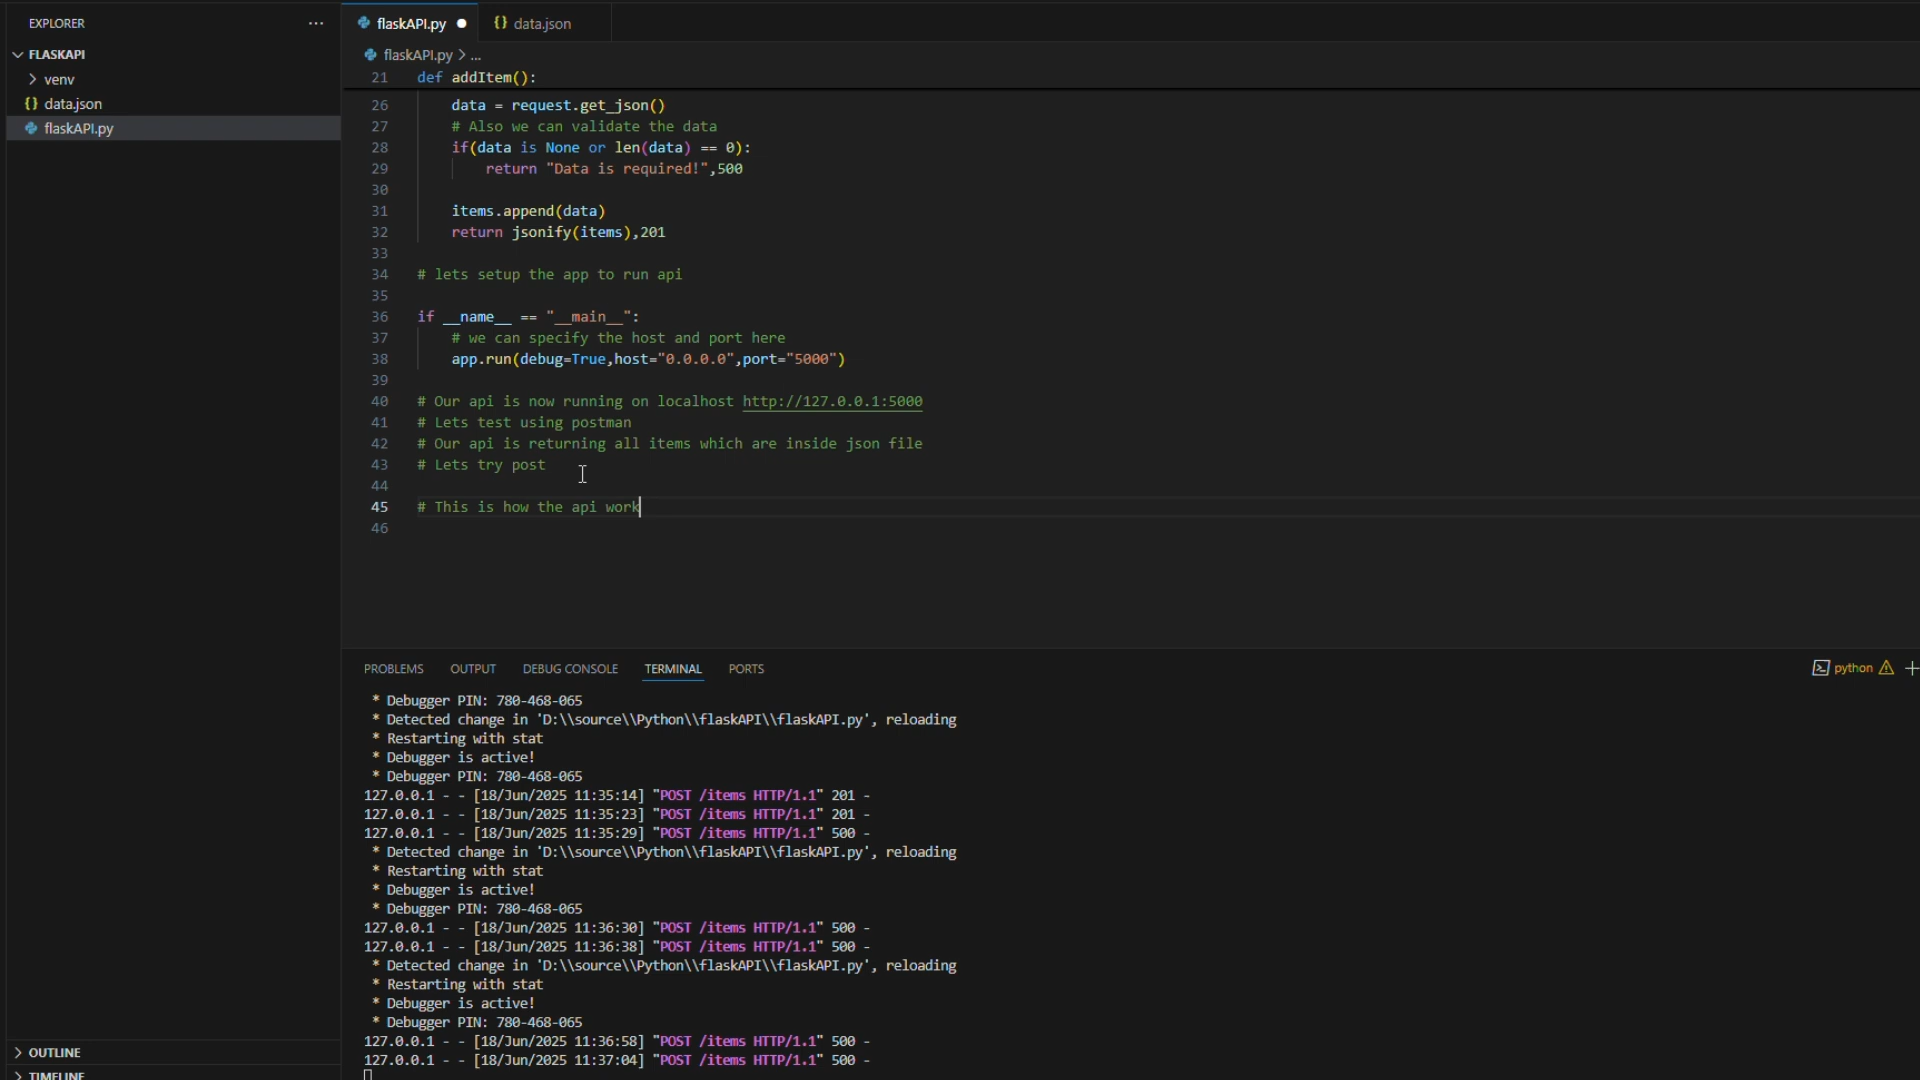 EXPLORER
...
FLASKAPI
venv
{} data.json
flaskAPI.py
flaskAPI.py
{} data.json
flaskAPI.py > ...
21 def addItem():
26 data = request.get_json()
27 # Also we can validate the data
28 if(data is None or len(data) == 0):
29 return "Data is required!",500
30
31 items.append(data)
32 return jsonify(items),201
33
34 # lets setup the app to run api
35
36 if __name__ == "__main__":
37 # we can specify the host and port here
38 app.run(debug=True,host="0.0.0.0",port="5000")
39
40 # Our api is now running on localhost http://127.0.0.1:5000
41 # Lets test using postman
42 # Our api is returning all items which are inside json file
43 # Lets try post
44
45 # This is how the api work
46
PROBLEMS OUTPUT DEBUG CONSOLE TERMINAL PORTS
python
* Debugger PIN: 780-468-065
* Detected change in 'D:\\source\\Python\\flaskAPI\\flaskAPI.py', reloading
* Restarting with stat
* Debugger is active!
* Debugger PIN: 780-468-065
127.0.0.1 - - [18/Jun/2025 11:35:14] "POST /items HTTP/1.1" 201 -
127.0.0.1 - - [18/Jun/2025 11:35:23] "POST /items HTTP/1.1" 201 -
127.0.0.1 - - [18/Jun/2025 11:35:29] "POST /items HTTP/1.1" 500 -
* Detected change in 'D:\\source\\Python\\flaskAPI\\flaskAPI.py', reloading
* Restarting with stat
* Debugger is active!
* Debugger PIN: 780-468-065
127.0.0.1 - - [18/Jun/2025 11:36:30] "POST /items HTTP/1.1" 500 -
127.0.0.1 - - [18/Jun/2025 11:36:38] "POST /items HTTP/1.1" 500 -
* Detected change in 'D:\\source\\Python\\flaskAPI\\flaskAPI.py', reloading
* Restarting with stat
* Debugger is active!
* Debugger PIN: 780-468-065
127.0.0.1 - - [18/Jun/2025 11:36:58] "POST /items HTTP/1.1" 500 -
127.0.0.1 - - [18/Jun/2025 11:37:04] "POST /items HTTP/1.1" 500 -
OUTLINE
TIMELINE